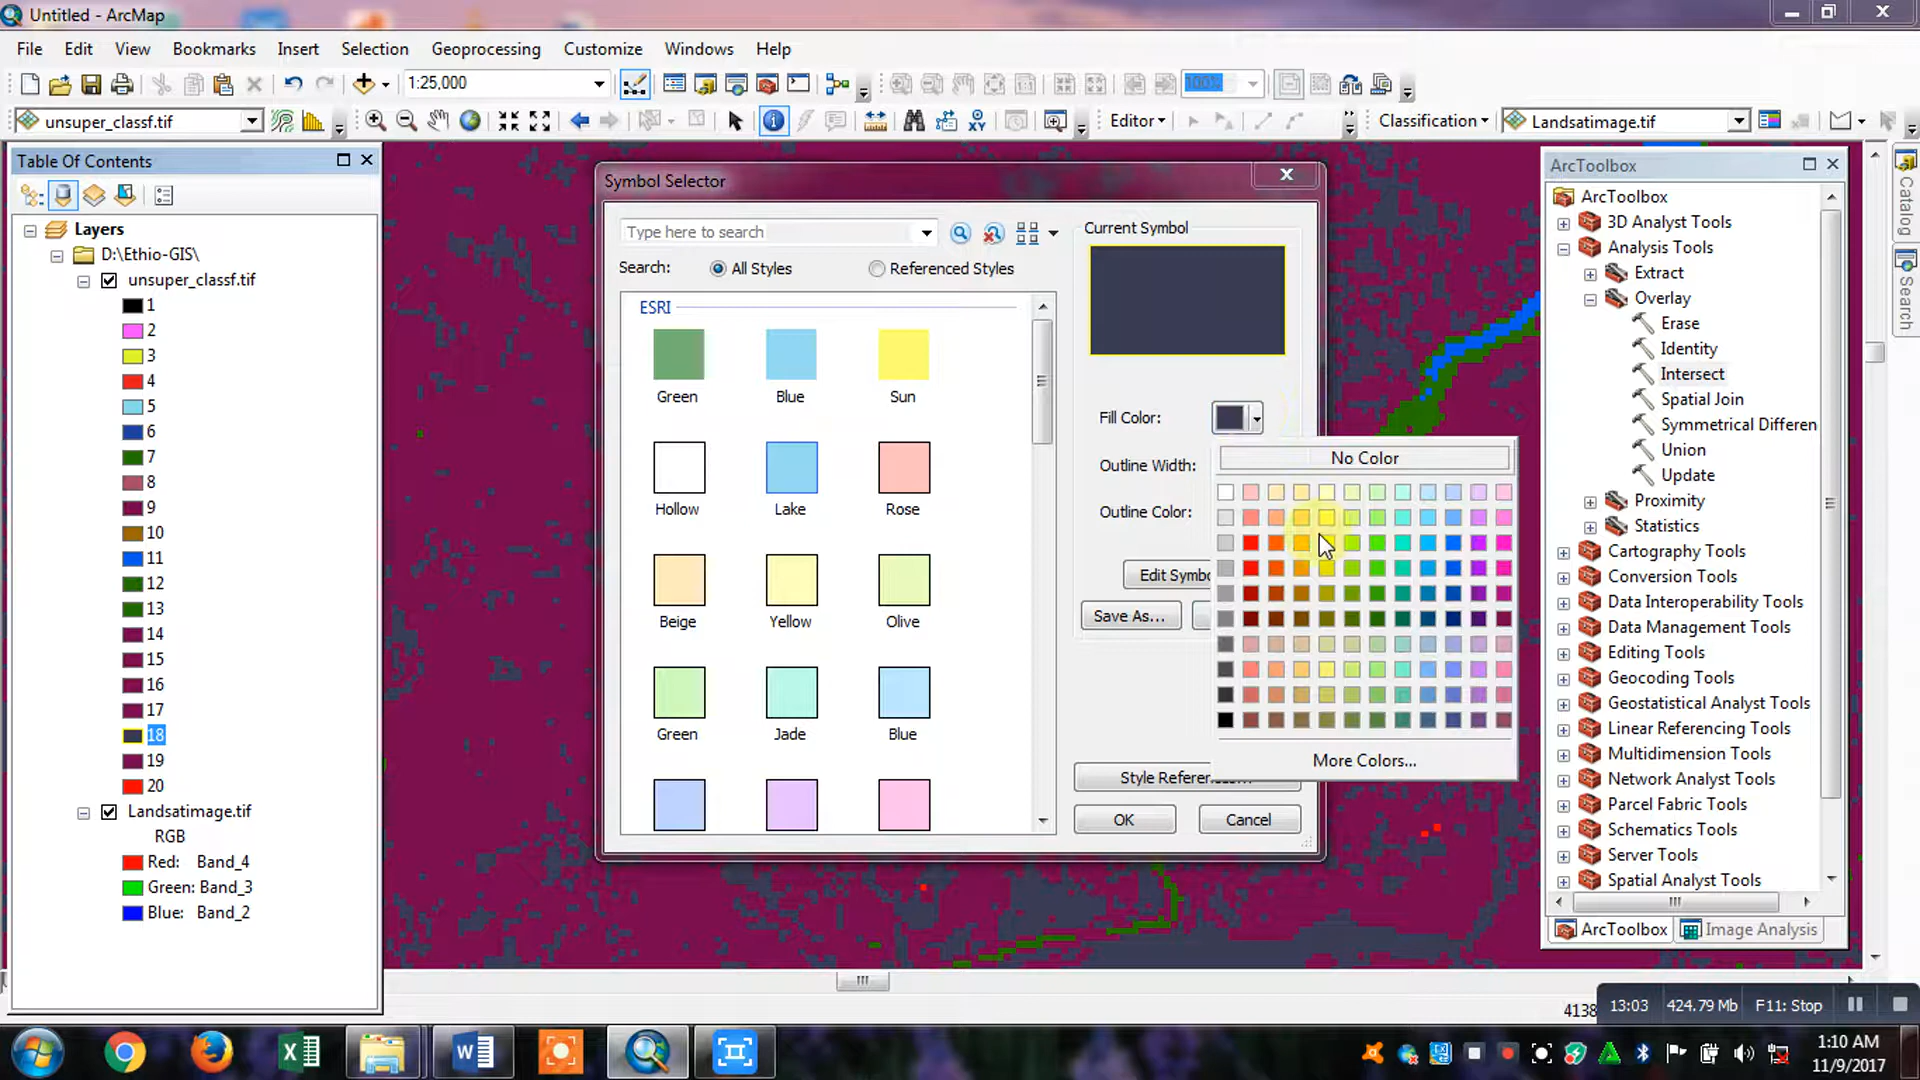 Untitled - ArcMap
File Edit View Bookmarks Insert Selection Geoprocessing Customize Windows Help
1:25,000
100%
unsuper_classf.tif
Editor
Classification
Landsatimage.tif
Table Of Contents
Layers
D:\Ethio-GIS\
unsuper_classf.tif
1
2
3
4
5
6
7
8
9
10
11
12
13
14
15
16
17
18
19
20
Landsatimage.tif
RGB
Red: Band_4
Green: Band_3
Blue: Band_2
Symbol Selector
Type here to search
Search: All Styles Referenced Styles
ESRI
Green Blue Sun
Hollow Lake Rose
Beige Yellow Olive
Green Jade Blue
Current Symbol
Fill Color:
Outline Width:
Outline Color:
Edit Symbo
Save As...
Style References...
OK Cancel
No Color
More Colors...
ArcToolbox
ArcToolbox
3D Analyst Tools
Analysis Tools
Extract
Overlay
Erase
Identity
Intersect
Spatial Join
Symmetrical Differen
Union
Update
Proximity
Statistics
Cartography Tools
Conversion Tools
Data Interoperability Tools
Data Management Tools
Editing Tools
Geocoding Tools
Geostatistical Analyst Tools
Linear Referencing Tools
Multidimension Tools
Network Analyst Tools
Parcel Fabric Tools
Schematics Tools
Server Tools
Spatial Analyst Tools
ArcToolbox Image Analysis
Catalog
Search
4138
13:03 424.79 Mb F11: Stop
1:10 AM
11/9/2017